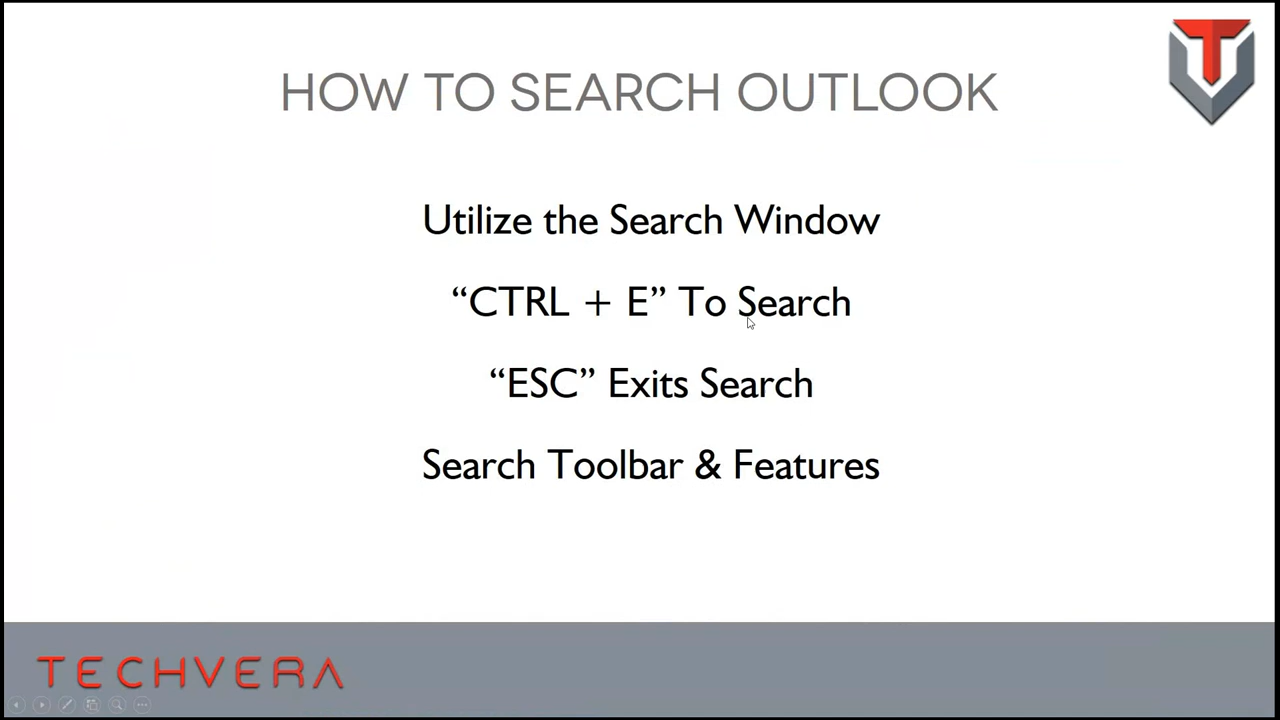 HOW TO SEARCH OUTLOOK
Utilize the Search Window
“CTRL + E” To Search
“ESC” Exits Search
Search Toolbar & Features
TECHVERA